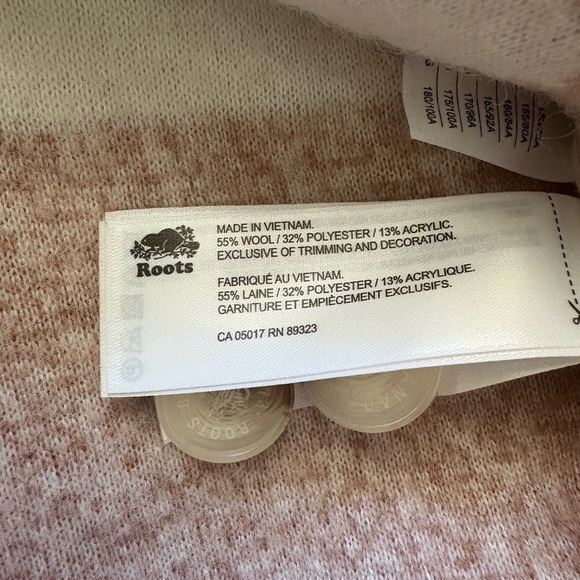 180/100A
175/100A
170/96A
165/92A
160/84A
155/80A
Roots
MADE IN VIETNAM.
55% WOOL / 32% POLYESTER / 13% ACRYLIC.
EXCLUSIVE OF TRIMMING AND DECORATION.
FABRIQUÉ AU VIETNAM.
55% LAINE / 32% POLYESTER / 13% ACRYLIQUE.
GARNITURE ET EMPIÈCEMENT EXCLUSIFS.
CA 05017 RN 89323
ROOTS